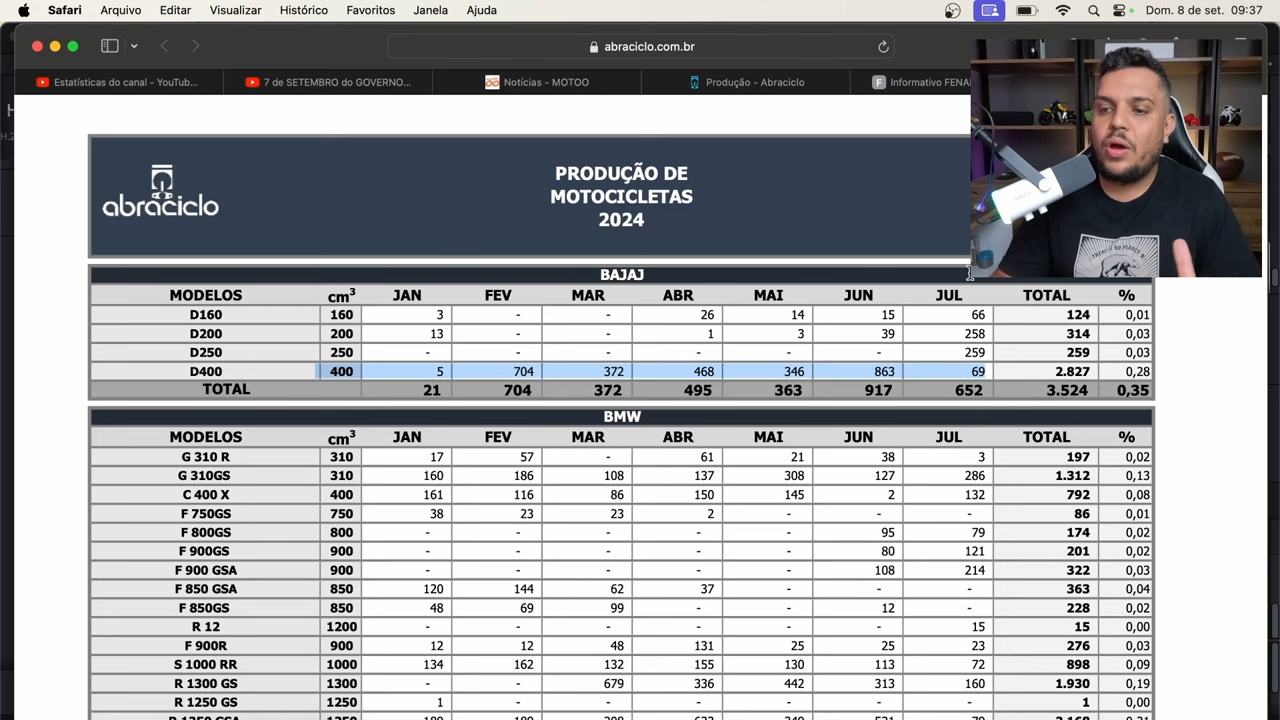 Safari Arquivo Editar Visualizar Histórico Favoritos Janela Ajuda Dom. 8 de set. 09:37
abraciclo.com.br
Estatísticas do canal - YouTub... 7 de SETEMBRO do GOVERNO... Notícias - MOTOO Produção - Abraciclo Informativo FENA
abraciclo
PRODUÇÃO DE
MOTOCICLETAS
2024
BAJAJ
MODELOS cm³ JAN FEV MAR ABR MAI JUN JUL TOTAL %
D160 160 3 - - 26 14 15 66 124 0,01
D200 200 13 - - 1 3 39 258 314 0,03
D250 250 - - - - - - 259 259 0,03
D400 400 5 704 372 468 346 863 69 2.827 0,28
TOTAL 21 704 372 495 363 917 652 3.524 0,35
BMW
MODELOS cm³ JAN FEV MAR ABR MAI JUN JUL TOTAL %
G 310 R 310 17 57 - 61 21 38 3 197 0,02
G 310GS 310 160 186 108 137 308 127 286 1.312 0,13
C 400 X 400 161 116 86 150 145 2 132 792 0,08
F 750GS 750 38 23 23 2 - - - 86 0,01
F 800GS 800 - - - - - 95 79 174 0,02
F 900GS 900 - - - - - 80 121 201 0,02
F 900 GSA 900 - - - - - 108 214 322 0,03
F 850 GSA 850 120 144 62 37 - - - 363 0,04
F 850GS 850 48 69 99 - - 12 - 228 0,02
R 12 1200 - - - - - - 15 15 0,00
F 900R 900 12 12 48 131 25 25 23 276 0,03
S 1000 RR 1000 134 162 132 155 130 113 72 898 0,09
R 1300 GS 1300 - - 679 336 442 313 160 1.930 0,19
R 1250 GS 1250 1 - - - - - - 1 0,00